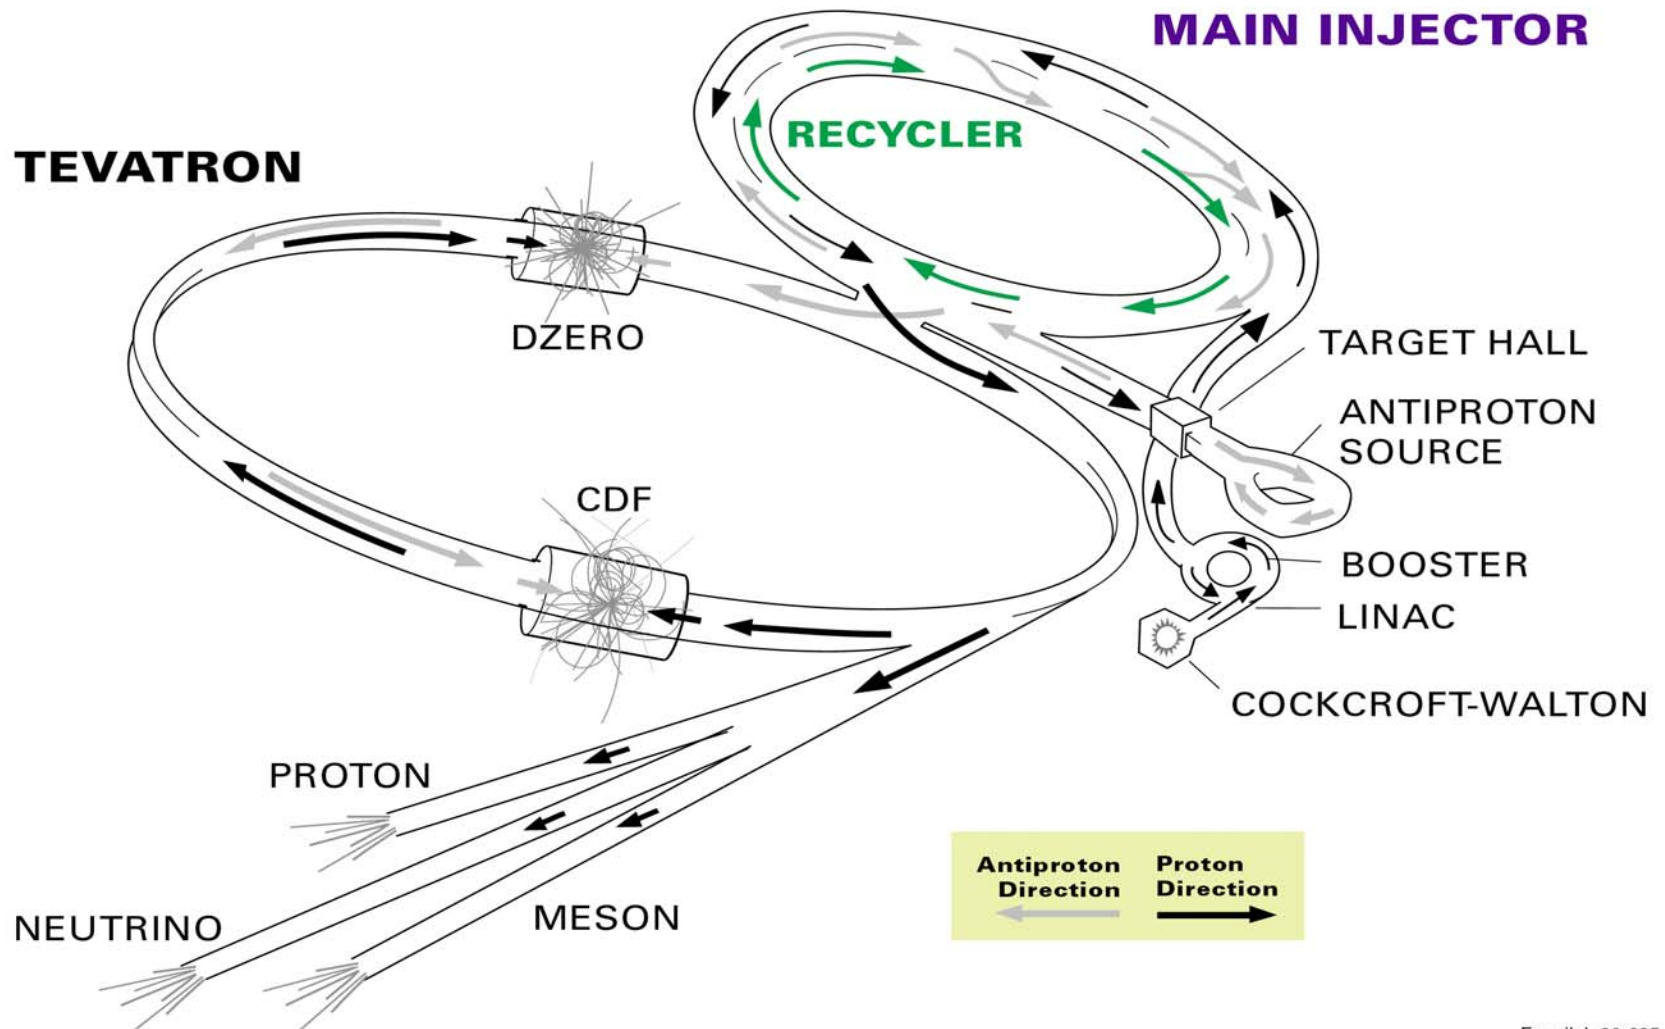 MAIN INJECTOR
RECYCLER
TEVATRON
DZERO
TARGET HALL
ANTIPROTON
SOURCE
CDF
BOOSTER
LINAC
COCKCROFT-WALTON
PROTON
NEUTRINO
MESON
Antiproton
Direction
Proton
Direction